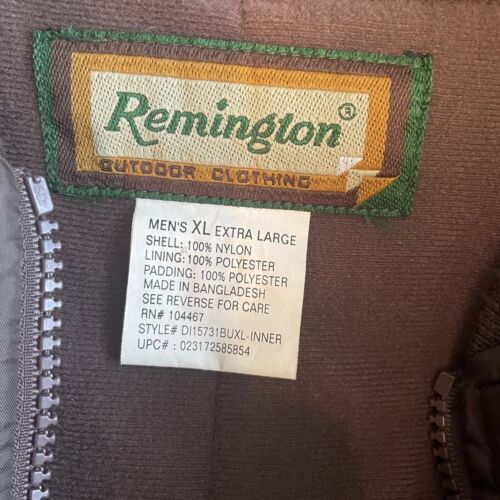 Remington®
OUTDOOR CLOTHING
MEN'S XL EXTRA LARGE
SHELL: 100% NYLON
LINING: 100% POLYESTER
PADDING: 100% POLYESTER
MADE IN BANGLADESH
SEE REVERSE FOR CARE
RN# 104467
STYLE# DI15731BUXL-INNER
UPC# : 023172585854